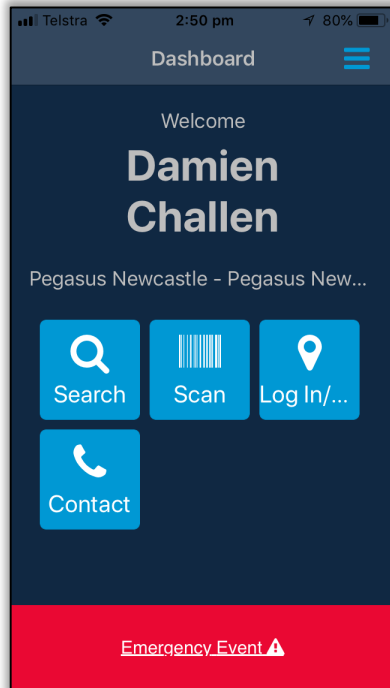 Telstra 2:50 pm 80%
Dashboard
Welcome
Damien
Challen
Pegasus Newcastle - Pegasus New...
Search Scan Log In/...
Contact
Emergency Event